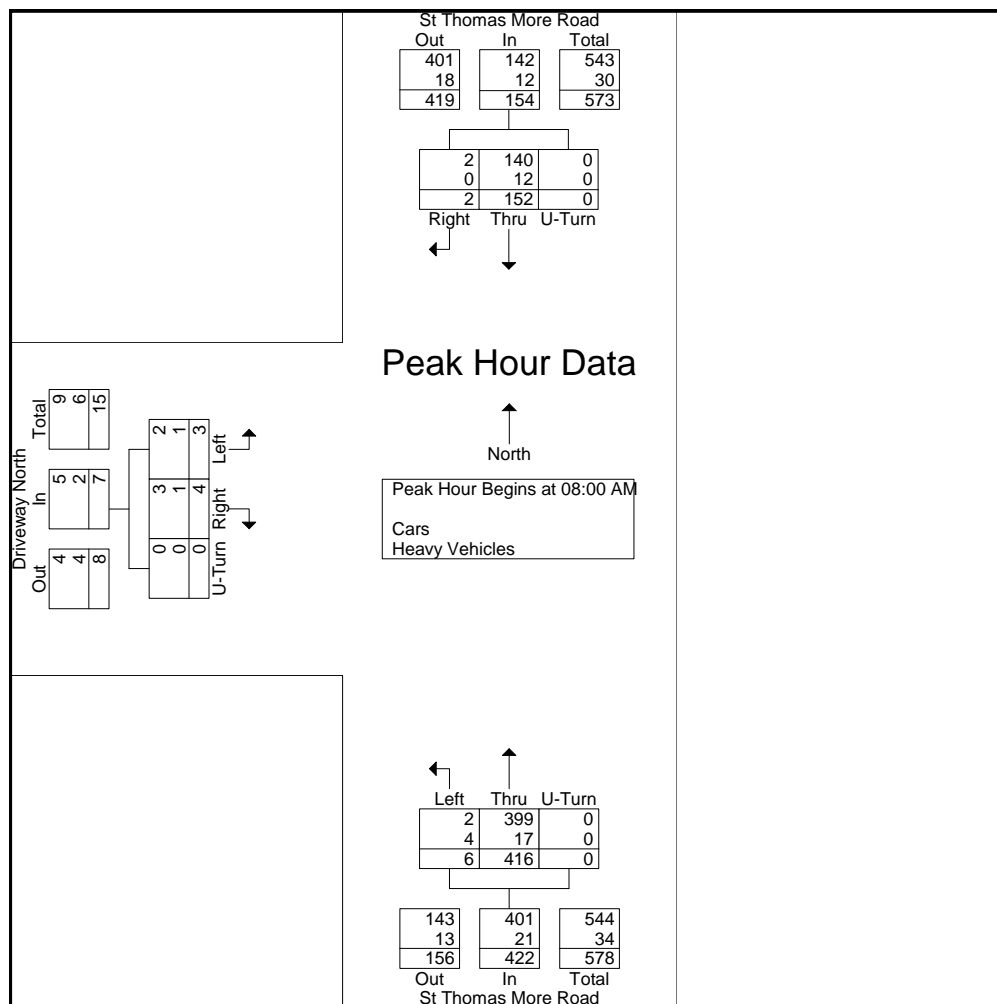 St Thomas More Road
Out In Total
401 142 543
18 12 30
419 154 573
2 140 0
0 12 0
2 152 0
Right Thru U-Turn
Peak Hour Data
North
Peak Hour Begins at 08:00 AM
Cars
Heavy Vehicles
Driveway North
Out In Total
4 5 9
4 2 6
8 7 15
0 3 2
0 1 1
0 4 3
U-Turn Right Left
Left Thru U-Turn
2 399 0
4 17 0
6 416 0
143 401 544
13 21 34
156 422 578
Out In Total
St Thomas More Road